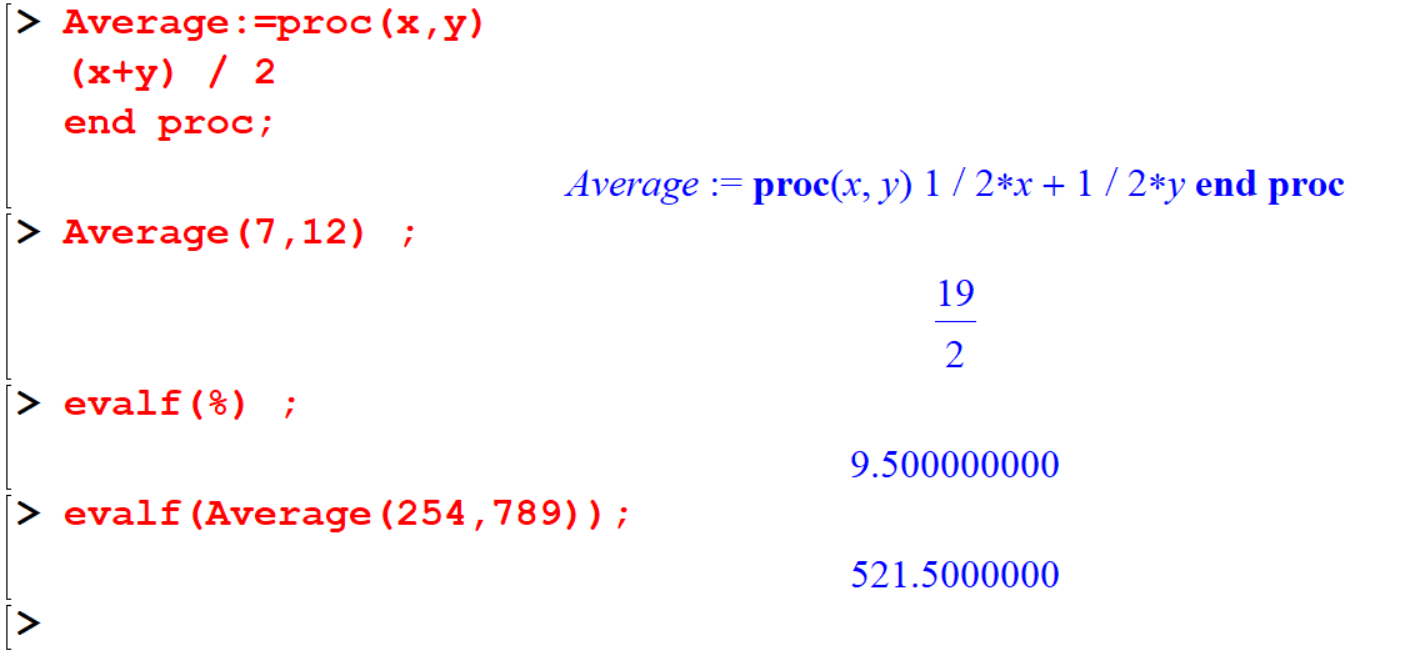 > Average:=proc(x,y)
(x+y) / 2
end proc;
Average := proc(x, y) 1 / 2*x + 1 / 2*y end proc
> Average(7,12) ;
19
2
> evalf(%) ;
9.500000000
> evalf(Average(254,789));
521.5000000
>